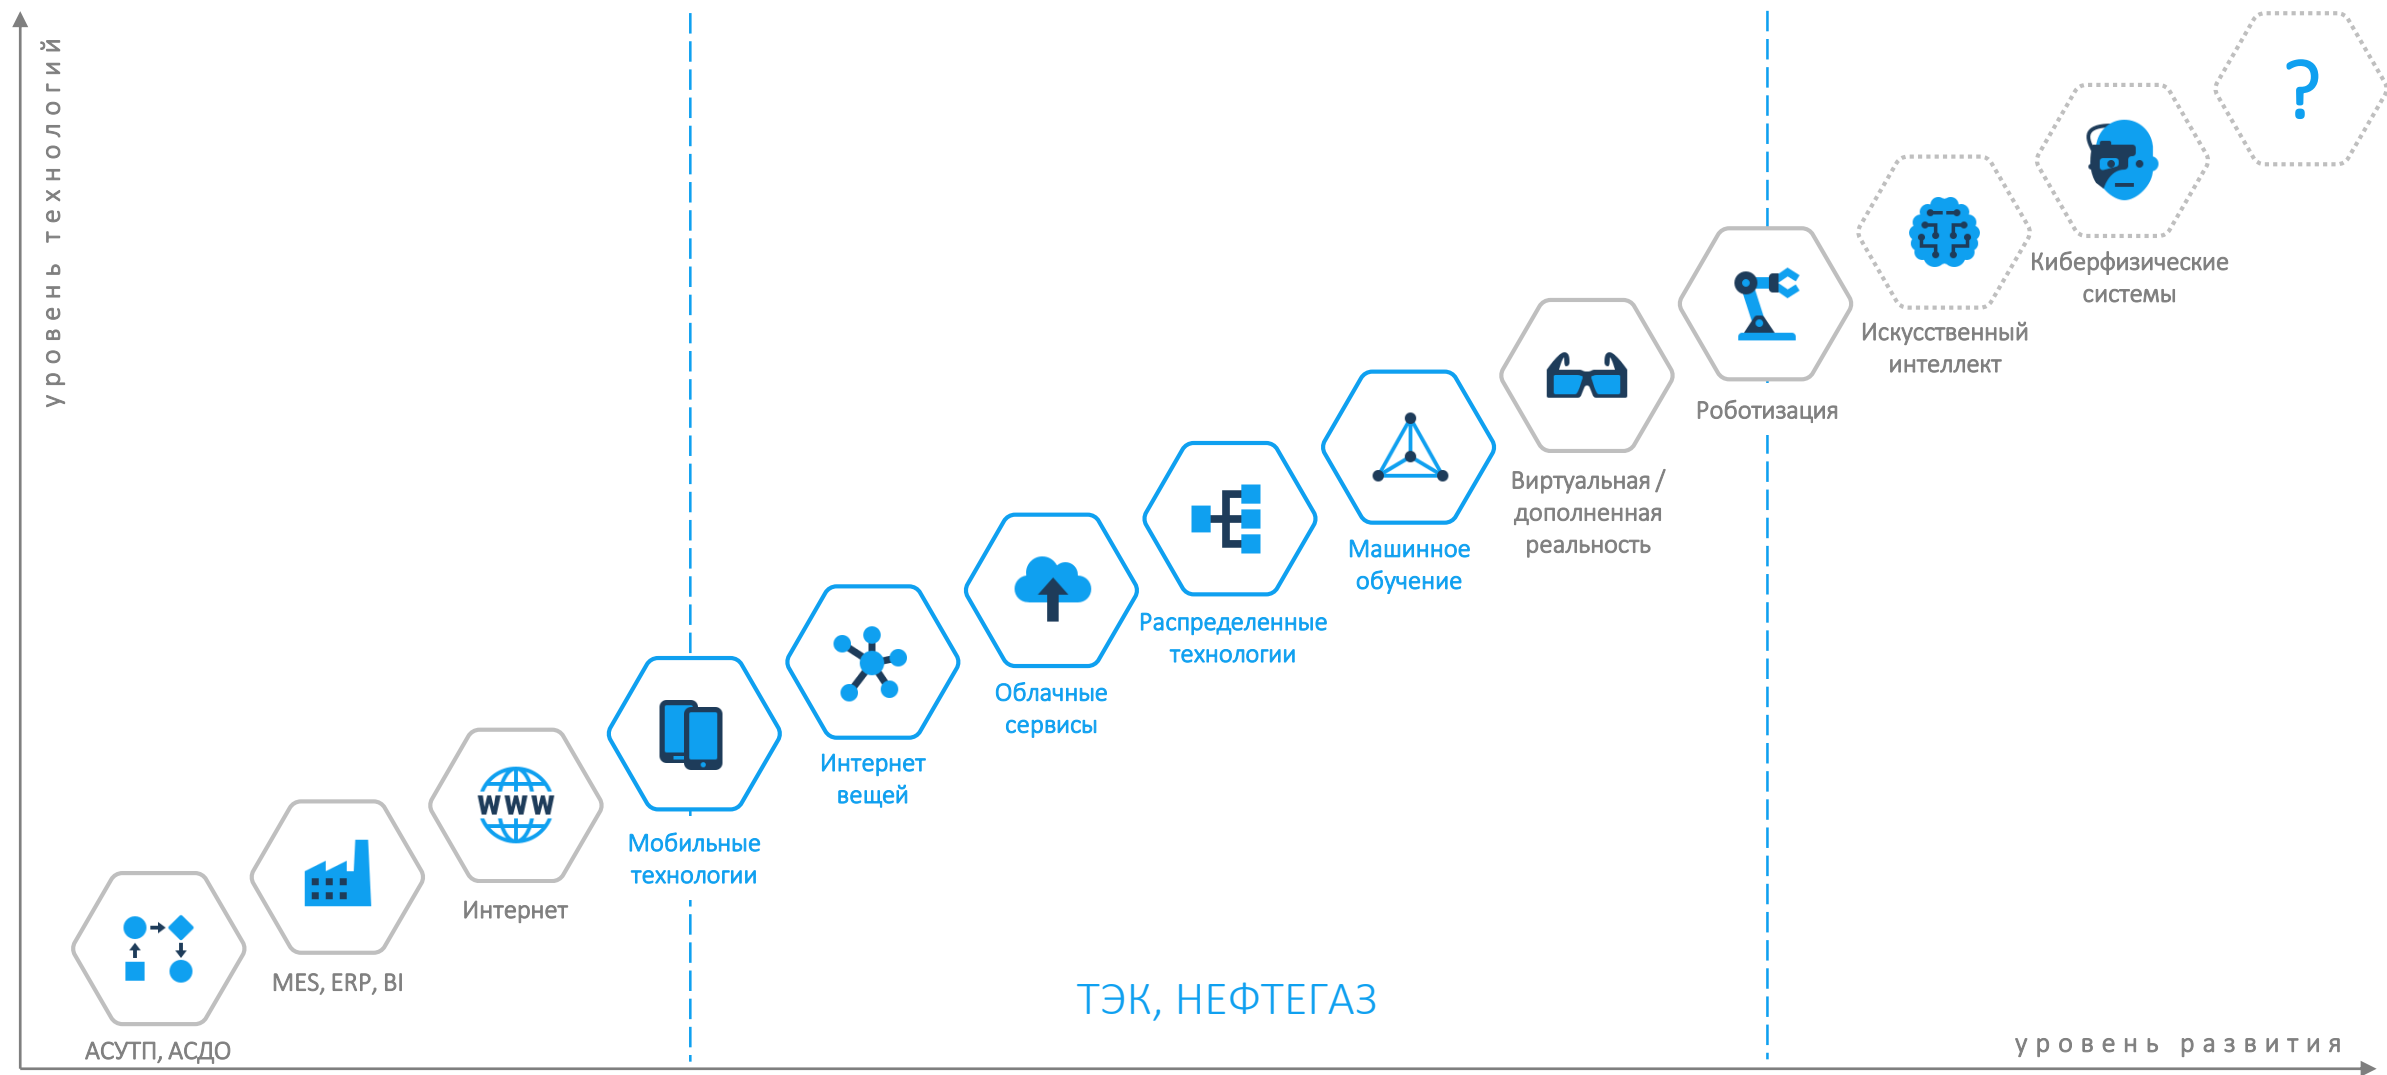 уровень технологий
?
Киберфизические
системы
Искусственный
интеллект
Роботизация
Виртуальная /
дополненная
реальность
Машинное
обучение
Распределенные
технологии
Облачные
сервисы
Интернет
вещей
Мобильные
технологии
WWW
Интернет
MES, ERP, BI
АСУТП, АСДО
ТЭК, НЕФТЕГАЗ
уровень развития